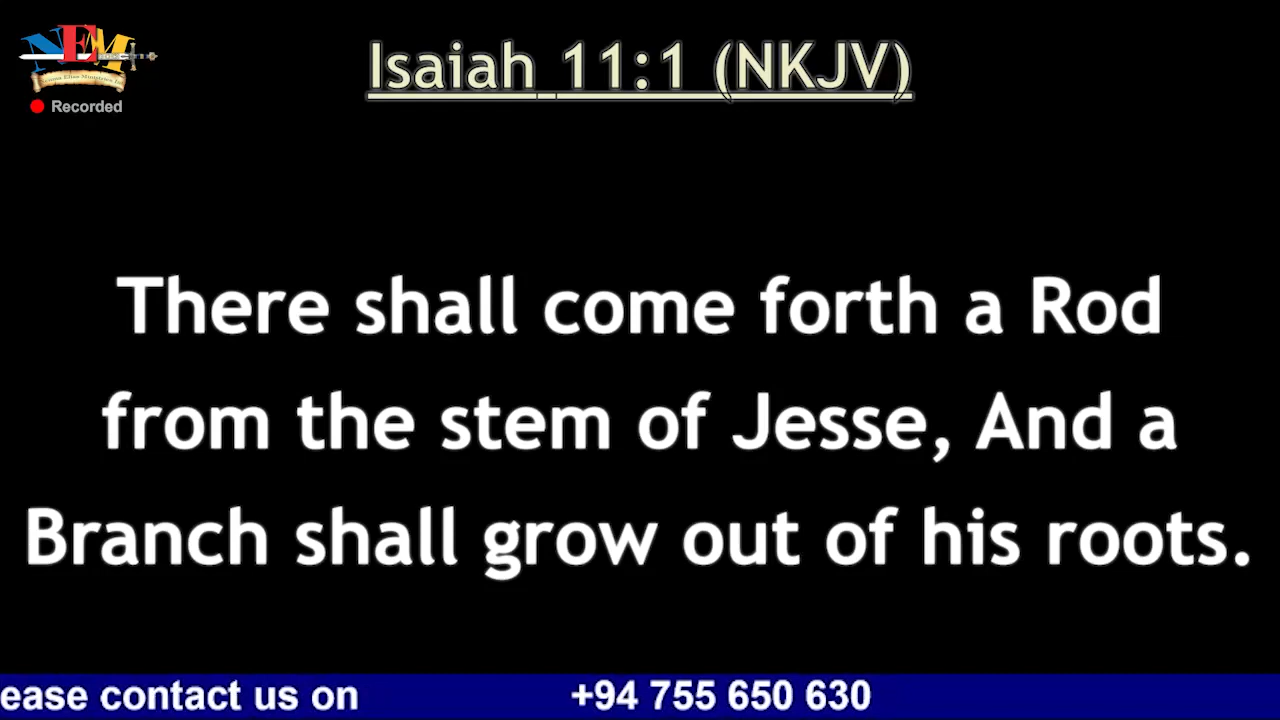 NEM
Recorded
Isaiah 11:1 (NKJV)
There shall come forth a Rod
from the stem of Jesse, And a
Branch shall grow out of his roots.
ease contact us on +94 755 650 630